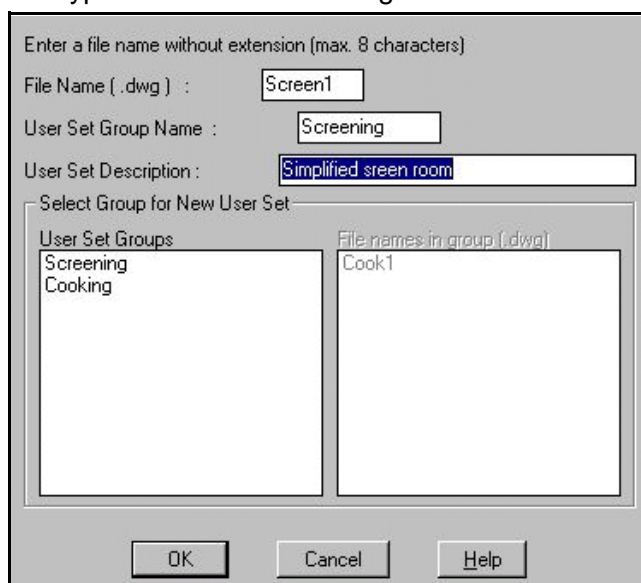 Enter a file name without extension (max. 8 characters)
File Name ( .dwg ) : Screen1
User Set Group Name : Screening
User Set Description : Simplified sreen room
Select Group for New User Set
User Set Groups File names in group (.dwg)
Screening Cook1
Cooking
OK Cancel Help